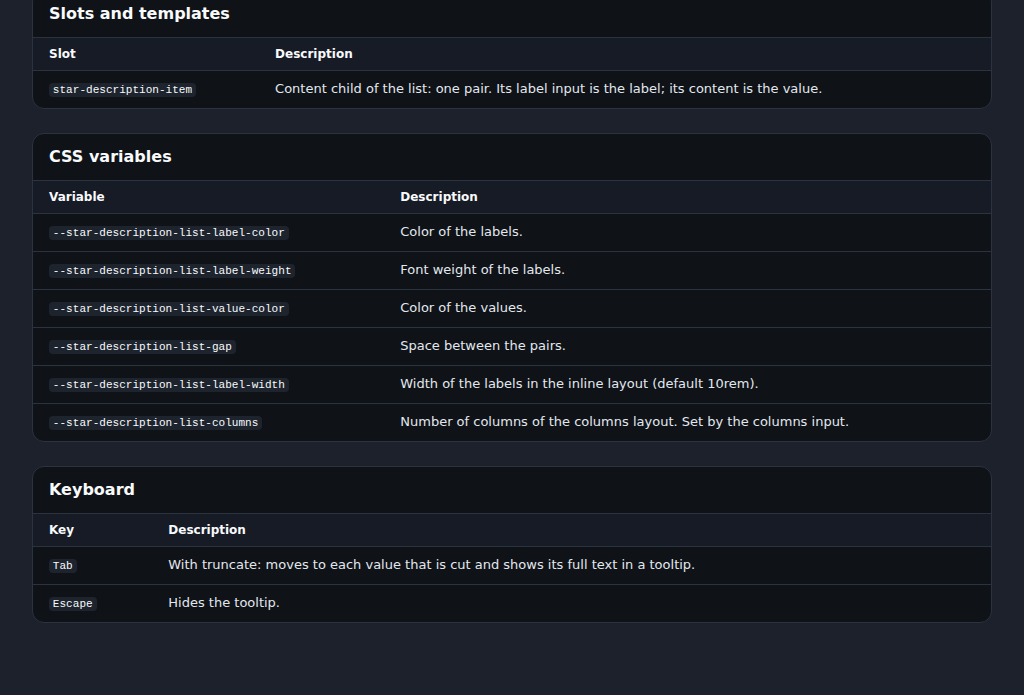 Slots and templates
Slot Description
star-description-item Content child of the list: one pair. Its label input is the label; its content is the value.
CSS variables
Variable Description
--star-description-list-label-color Color of the labels.
--star-description-list-label-weight Font weight of the labels.
--star-description-list-value-color Color of the values.
--star-description-list-gap Space between the pairs.
--star-description-list-label-width Width of the labels in the inline layout (default 10rem).
--star-description-list-columns Number of columns of the columns layout. Set by the columns input.
Keyboard
Key Description
Tab With truncate: moves to each value that is cut and shows its full text in a tooltip.
Escape Hides the tooltip.